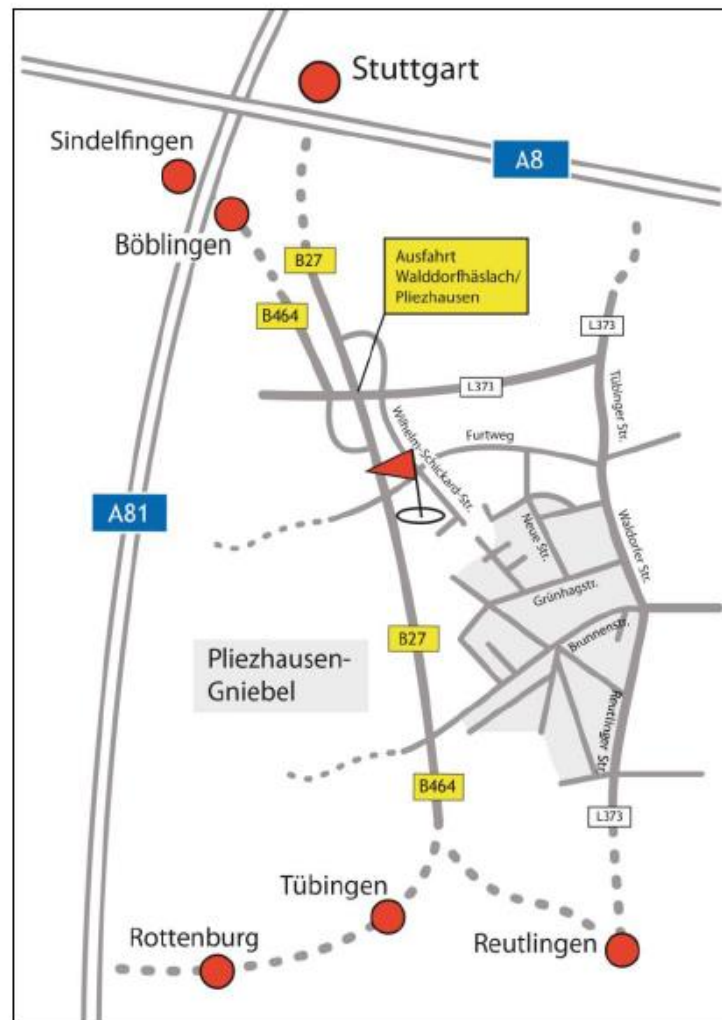 Stuttgart
Sindelfingen
A8
Böblingen
B27
Ausfahrt
Walddorfhäslach/
Pliezhausen
B464
L373
L373
Tübinger Str.
Wilhelm-Schickard-Str.
Furtweg
A81
Neue Str.
Waldorfer Str.
Grünhagstr.
Brunnenstr.
B27
Pliezhausen-
Gniebel
Reutlinger Str.
B464
L373
Tübingen
Rottenburg
Reutlingen